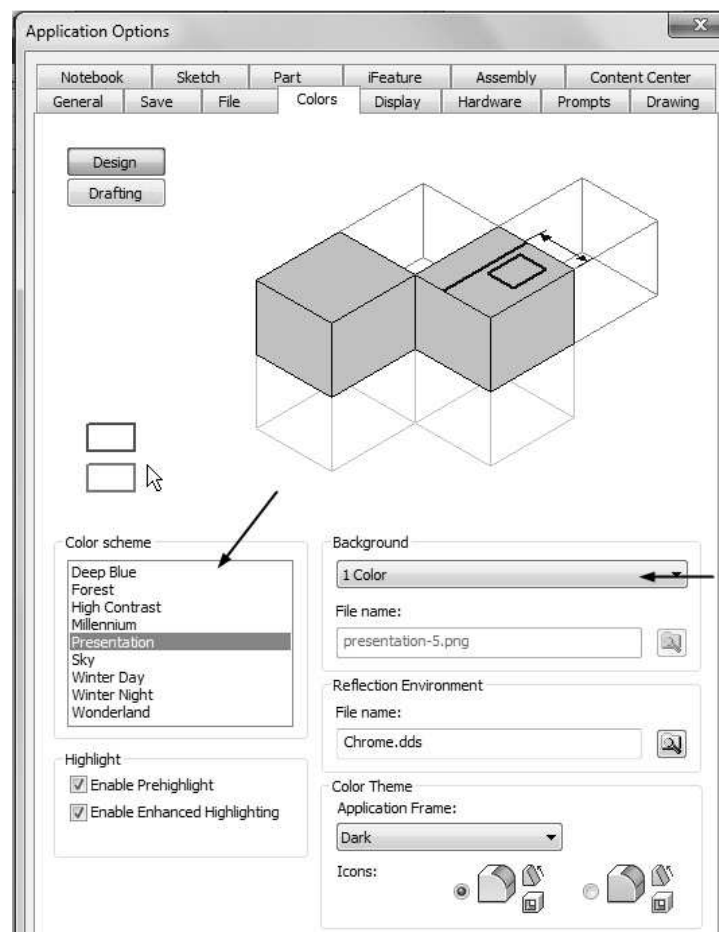 Application Options
X
Notebook Sketch Part iFeature Assembly Content Center
General Save File Colors Display Hardware Prompts Drawing
Design
Drafting
Color scheme
Deep Blue
Forest
High Contrast
Millennium
Presentation
Sky
Winter Day
Winter Night
Wonderland
Highlight
Enable Prehighlight
Enable Enhanced Highlighting
Background
1 Color
File name:
presentation-5.png
Reflection Environment
File name:
Chrome.dds
Color Theme
Application Frame:
Dark
Icons: